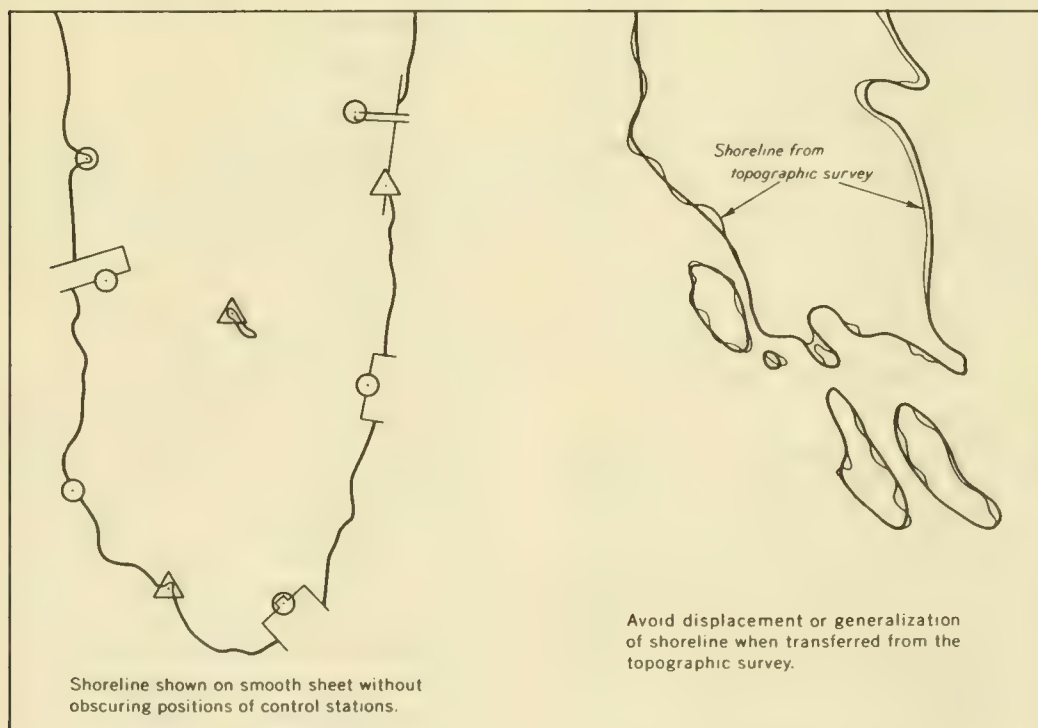 Shoreline from
topographic survey
Shoreline shown on smooth sheet without
obscuring positions of control stations.
Avoid displacement or generalization
of shoreline when transferred from the
topographic survey.